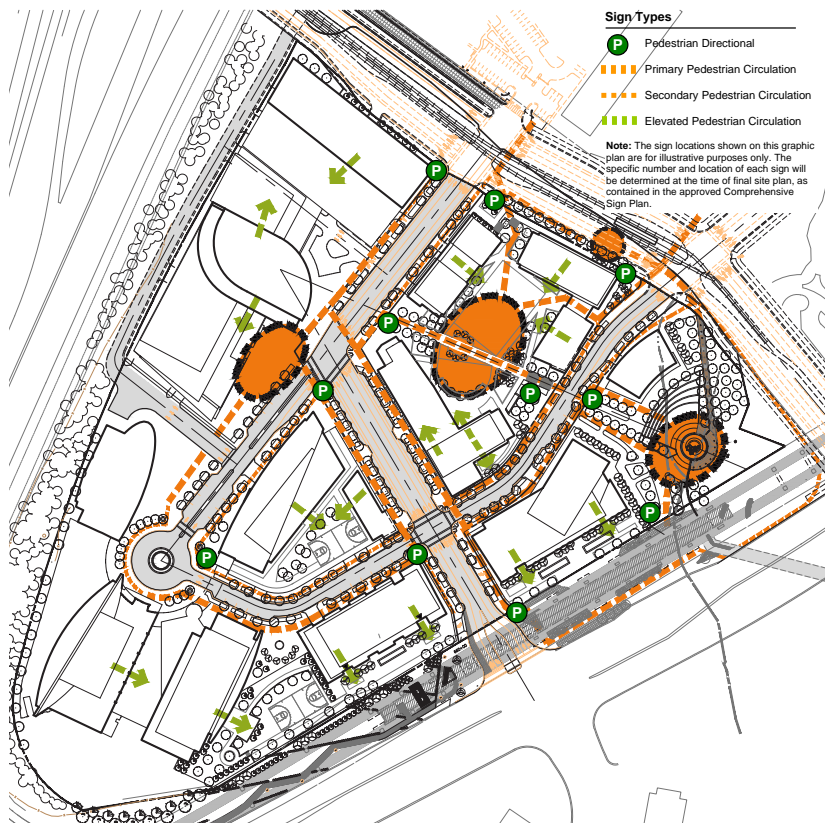 Sign Types
P Pedestrian Directional
Primary Pedestrian Circulation
Secondary Pedestrian Circulation
Elevated Pedestrian Circulation
Note: The sign locations shown on this graphic
plan are for illustrative purposes only. The
specific number and location of each sign will
be determined at the time of final site plan, as
contained in the approved Comprehensive
Sign Plan.
P
P
P
P
P
P
P
P
P
P
P
P